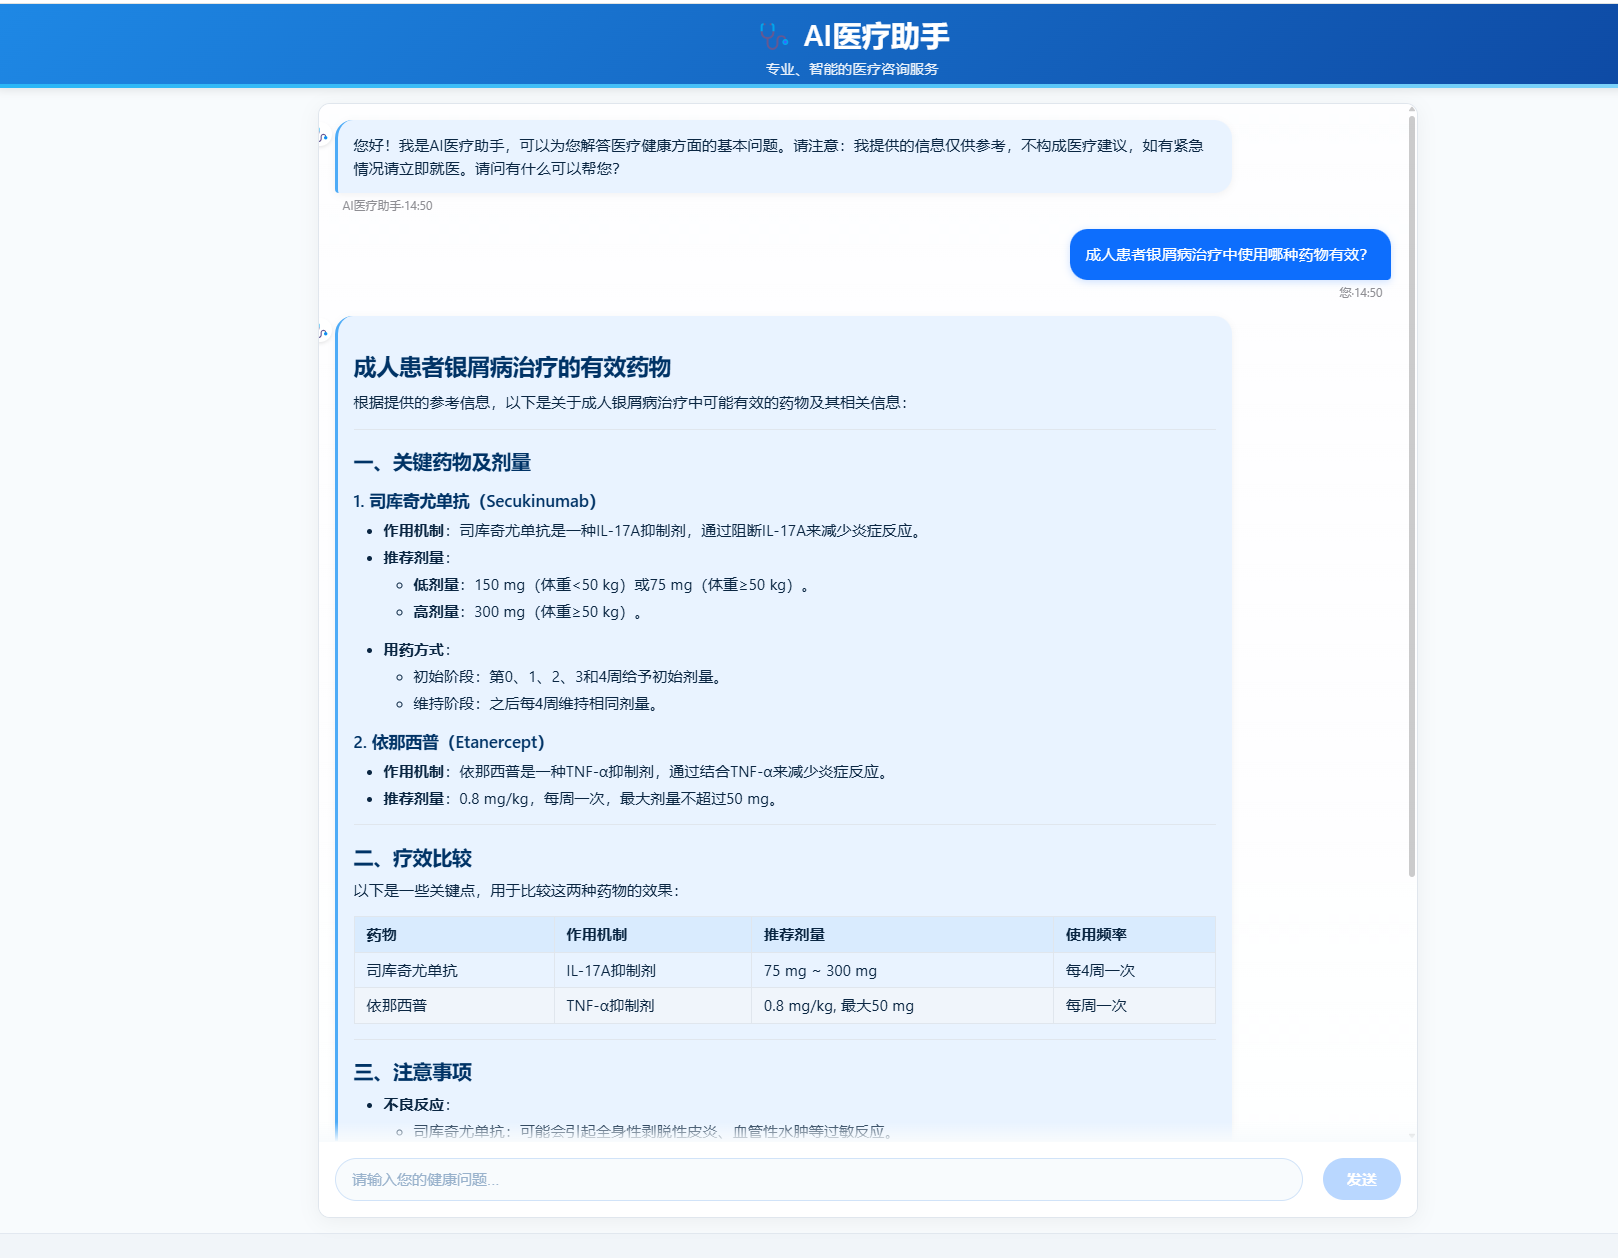 AI医疗助手
专业、智能的医疗咨询服务
您好！我是AI医疗助手，可以为您解答医疗健康方面的基本问题。请注意：我提供的信息仅供参考，不构成医疗建议，如有紧急
情况请立即就医。请问有什么可以帮您？
AI医疗助手·14:50
成人患者银屑病治疗中使用哪种药物有效？
您·14:50
成人患者银屑病治疗的有效药物
根据提供的参考信息，以下是关于成人银屑病治疗中可能有效的药物及其相关信息：
一、关键药物及剂量
1. 司库奇尤单抗（Secukinumab）
• 作用机制：司库奇尤单抗是一种IL-17A抑制剂，通过阻断IL-17A来减少炎症反应。
• 推荐剂量：
◦ 低剂量：150 mg（体重<50 kg）或75 mg（体重≥50 kg）。
◦ 高剂量：300 mg（体重≥50 kg）。
• 用药方式：
◦ 初始阶段：第0、1、2、3和4周给予初始剂量。
◦ 维持阶段：之后每4周维持相同剂量。
2. 依那西普（Etanercept）
• 作用机制：依那西普是一种TNF-α抑制剂，通过结合TNF-α来减少炎症反应。
• 推荐剂量：0.8 mg/kg，每周一次，最大剂量不超过50 mg。
二、疗效比较
以下是一些关键点，用于比较这两种药物的效果：
药物 作用机制 推荐剂量 使用频率
司库奇尤单抗 IL-17A抑制剂 75 mg ~ 300 mg 每4周一次
依那西普 TNF-α抑制剂 0.8 mg/kg, 最大50 mg 每周一次
三、注意事项
• 不良反应：
◦ 司库奇尤单抗：可能会引起全身性剥脱性皮炎、血管性水肿等过敏反应。
请输入您的健康问题...
发送